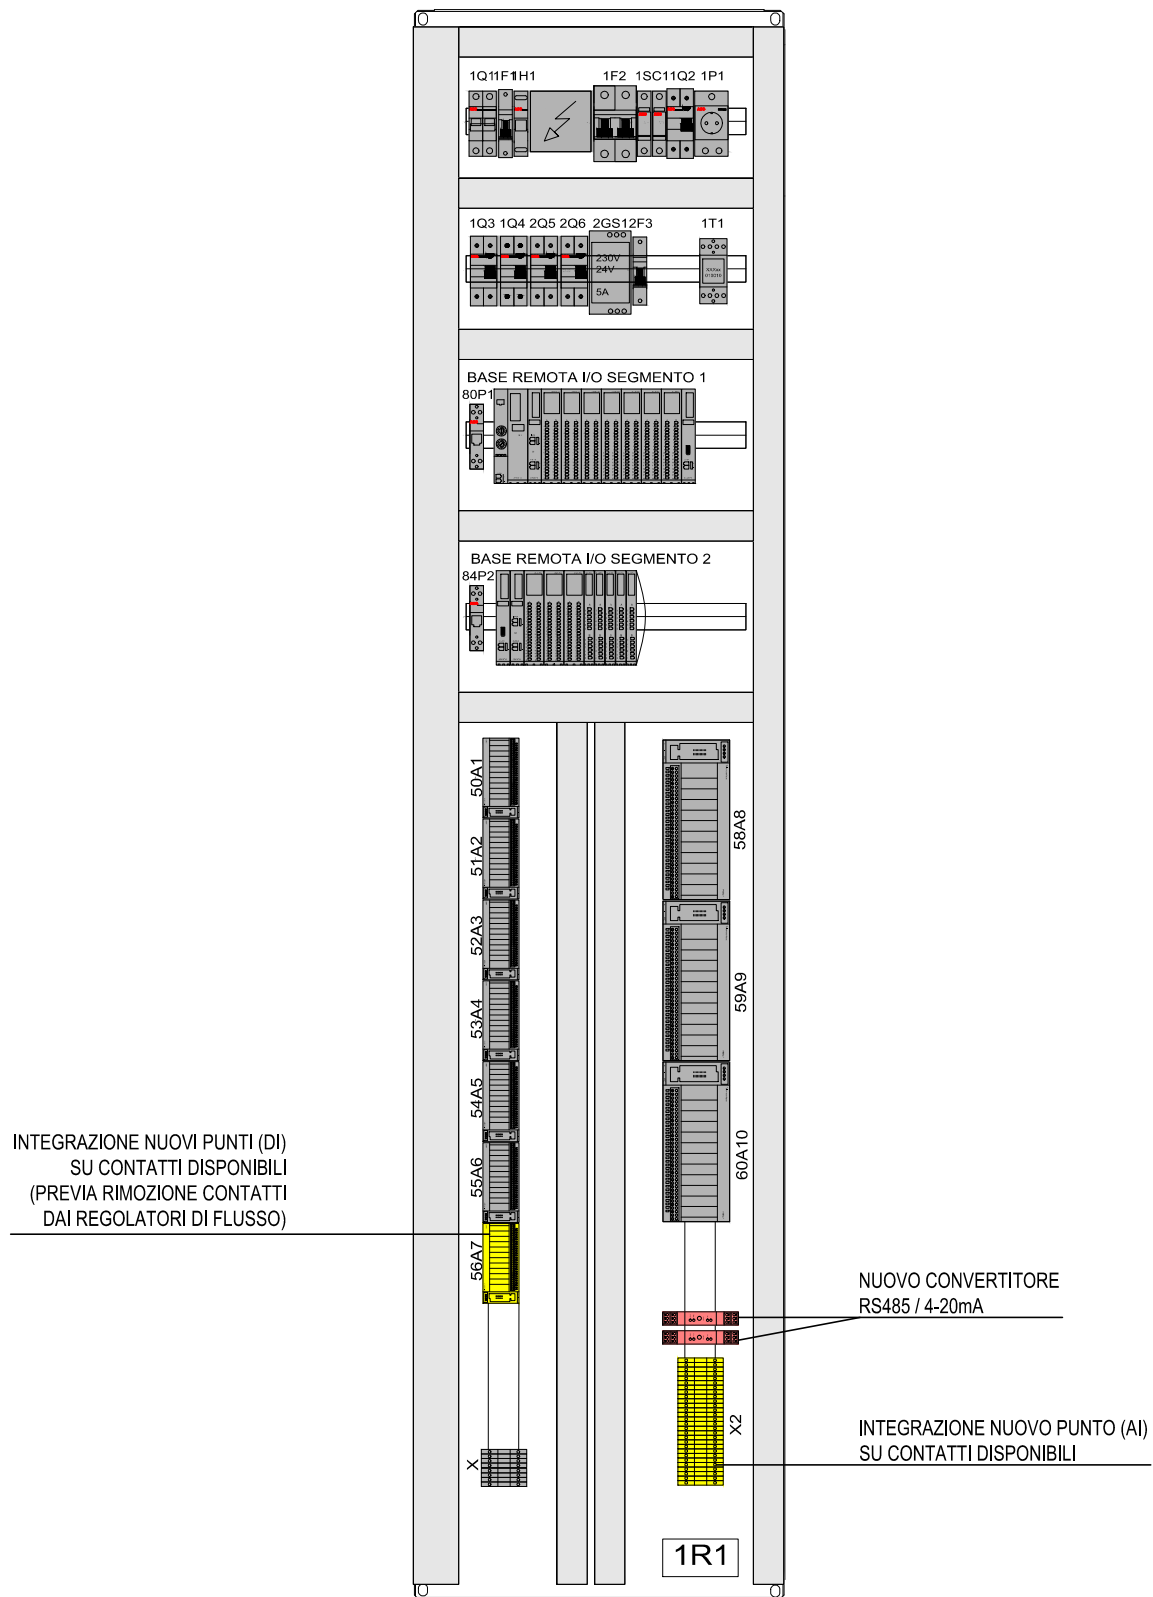 1Q1 1F1 1H1 1F2 1SC1 1Q2 1P1
1Q3 1Q4 2Q5 2Q6 2GS1 2F3 1T1
230V
24V
5A
BASE REMOTA I/O SEGMENTO 1
80P1
BASE REMOTA I/O SEGMENTO 2
84P2
50A1
51A2
52A3
53A4
54A5
55A6
56A7
X
58A8
59A9
60A10
X2
INTEGRAZIONE NUOVI PUNTI (DI)
SU CONTATTI DISPONIBILI
(PREVIA RIMOZIONE CONTATTI
DAI REGOLATORI DI FLUSSO)
NUOVO CONVERTITORE
RS485 / 4-20mA
INTEGRAZIONE NUOVO PUNTO (AI)
SU CONTATTI DISPONIBILI
1R1